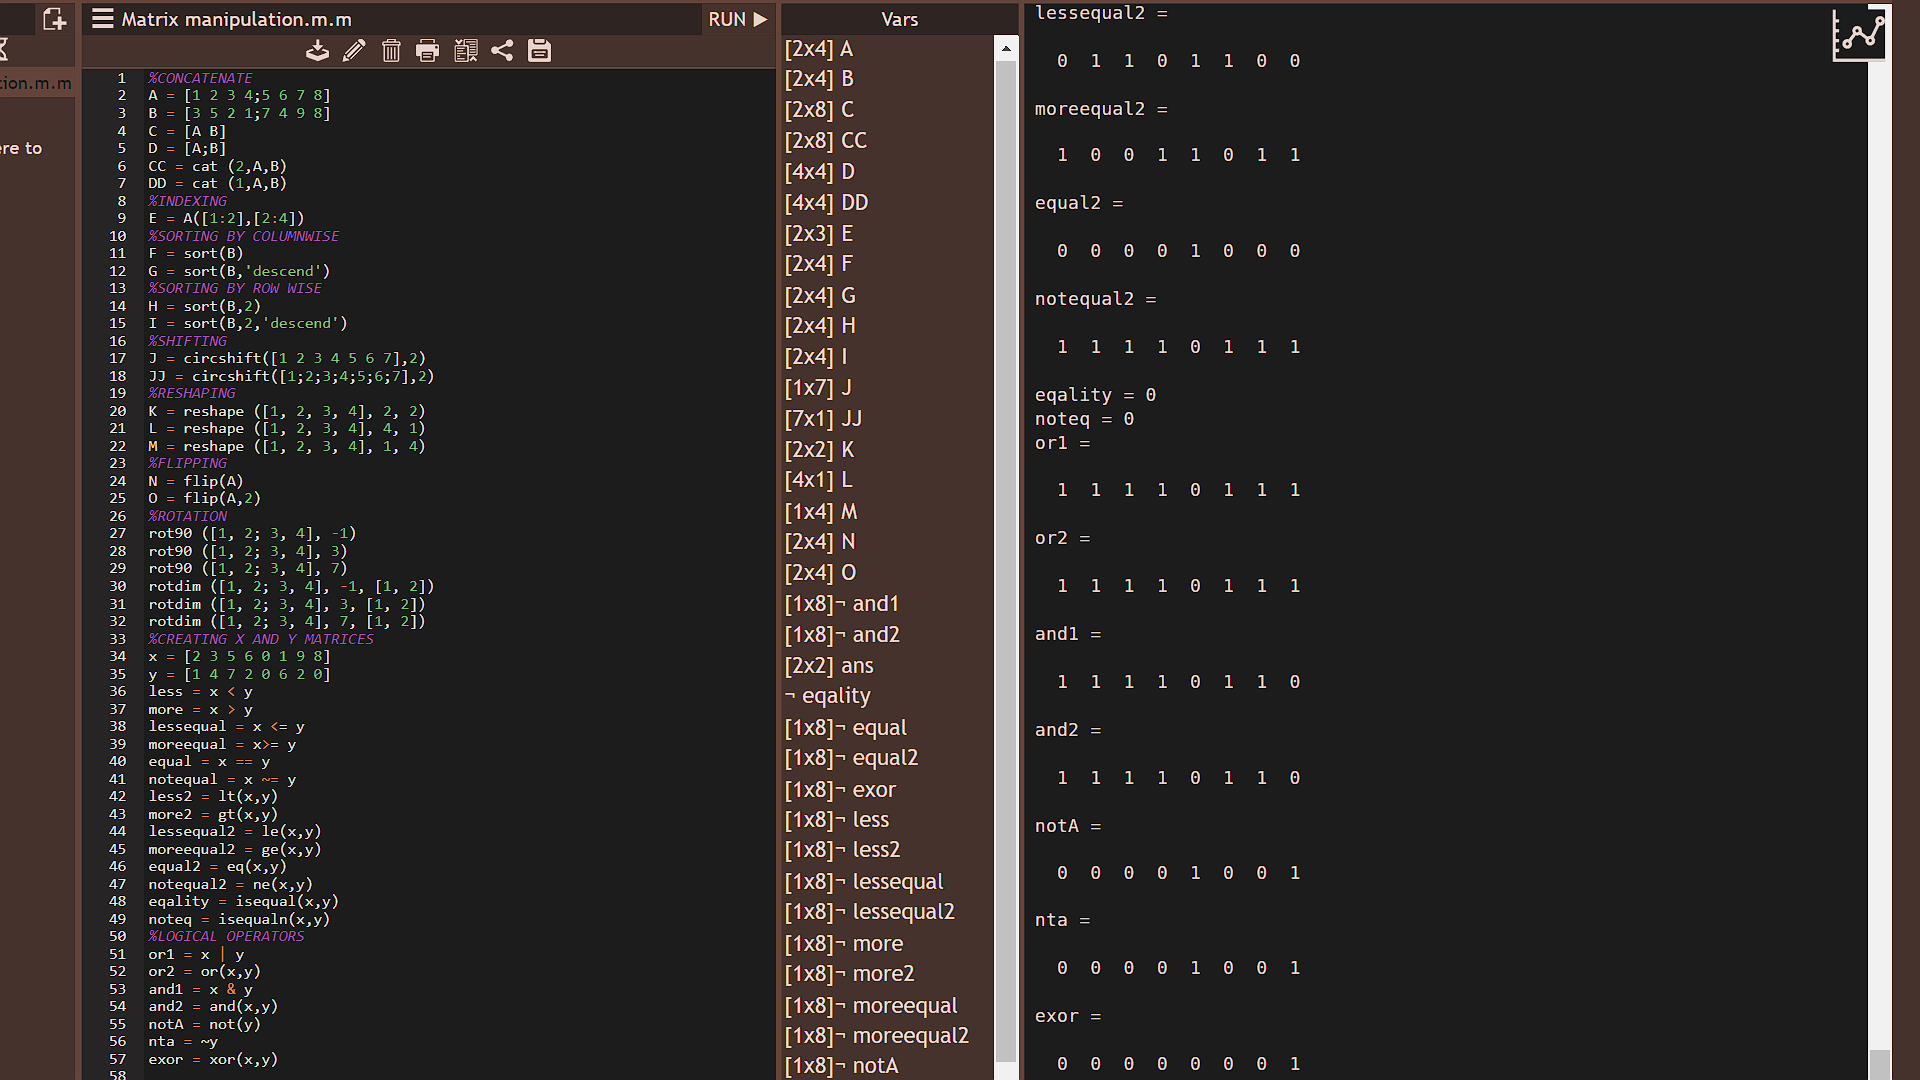 Matrix manipulation.m.m
RUN
ion.m.m
ere to
1 %CONCATENATE
2 A = [1 2 3 4;5 6 7 8]
3 B = [3 5 2 1;7 4 9 8]
4 C = [A B]
5 D = [A;B]
6 CC = cat (2,A,B)
7 DD = cat (1,A,B)
8 %INDEXING
9 E = A([1:2],[2:4])
10 %SORTING BY COLUMNWISE
11 F = sort(B)
12 G = sort(B,'descend')
13 %SORTING BY ROW WISE
14 H = sort(B,2)
15 I = sort(B,2,'descend')
16 %SHIFTING
17 J = circshift([1 2 3 4 5 6 7],2)
18 JJ = circshift([1;2;3;4;5;6;7],2)
19 %RESHAPING
20 K = reshape ([1, 2, 3, 4], 2, 2)
21 L = reshape ([1, 2, 3, 4], 4, 1)
22 M = reshape ([1, 2, 3, 4], 1, 4)
23 %FLIPPING
24 N = flip(A)
25 O = flip(A,2)
26 %ROTATION
27 rot90 ([1, 2; 3, 4], -1)
28 rot90 ([1, 2; 3, 4], 3)
29 rot90 ([1, 2; 3, 4], 7)
30 rotdim ([1, 2; 3, 4], -1, [1, 2])
31 rotdim ([1, 2; 3, 4], 3, [1, 2])
32 rotdim ([1, 2; 3, 4], 7, [1, 2])
33 %CREATING X AND Y MATRICES
34 x = [2 3 5 6 0 1 9 8]
35 y = [1 4 7 2 0 6 2 0]
36 less = x < y
37 more = x > y
38 lessequal = x <= y
39 moreequal = x>= y
40 equal = x == y
41 notequal = x ~= y
42 less2 = lt(x,y)
43 more2 = gt(x,y)
44 lessequal2 = le(x,y)
45 moreequal2 = ge(x,y)
46 equal2 = eq(x,y)
47 notequal2 = ne(x,y)
48 eqality = isequal(x,y)
49 noteq = isequaln(x,y)
50 %LOGICAL OPERATORS
51 or1 = x | y
52 or2 = or(x,y)
53 and1 = x & y
54 and2 = and(x,y)
55 notA = not(y)
56 nta = ~y
57 exor = xor(x,y)
58
Vars
[2x4] A
[2x4] B
[2x8] C
[2x8] CC
[4x4] D
[4x4] DD
[2x3] E
[2x4] F
[2x4] G
[2x4] H
[2x4] I
[1x7] J
[7x1] JJ
[2x2] K
[4x1] L
[1x4] M
[2x4] N
[2x4] O
[1x8]¬ and1
[1x8]¬ and2
[2x2] ans
¬ eqality
[1x8]¬ equal
[1x8]¬ equal2
[1x8]¬ exor
[1x8]¬ less
[1x8]¬ less2
[1x8]¬ lessequal
[1x8]¬ lessequal2
[1x8]¬ more
[1x8]¬ more2
[1x8]¬ moreequal
[1x8]¬ moreequal2
[1x8]¬ notA
lessequal2 =
0 1 1 0 1 1 0 0
moreequal2 =
1 0 0 1 1 0 1 1
equal2 =
0 0 0 0 1 0 0 0
notequal2 =
1 1 1 1 0 1 1 1
eqality = 0
noteq = 0
or1 =
1 1 1 1 0 1 1 1
or2 =
1 1 1 1 0 1 1 1
and1 =
1 1 1 1 0 1 1 0
and2 =
1 1 1 1 0 1 1 0
notA =
0 0 0 0 1 0 0 1
nta =
0 0 0 0 1 0 0 1
exor =
0 0 0 0 0 0 0 1